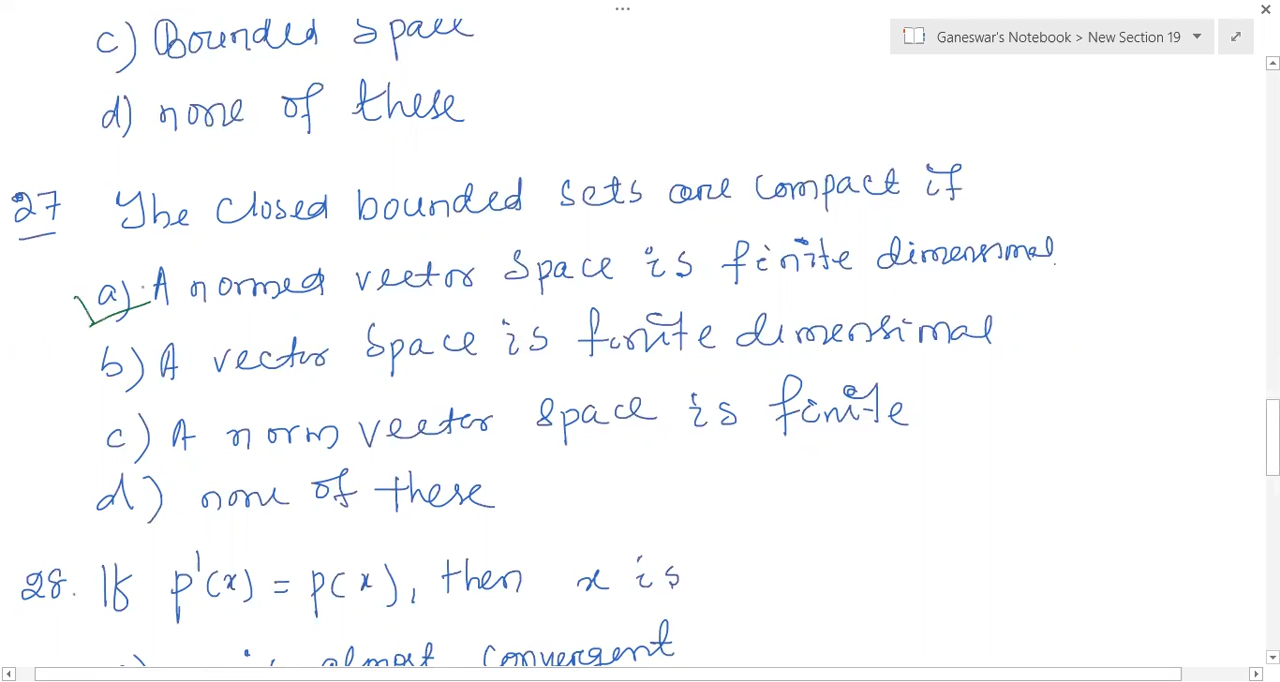 ...
Ganeswar's Notebook > New Section 19
c) Bounded space
d) none of these
27 The closed bounded sets are compact if
a) A normed vector space is finite dimensional.
b) A vector space is finite dimensional
c) A norm vector space is finite
d) none of these
28. If p'(x) = p(x), then x is
is almost convergent